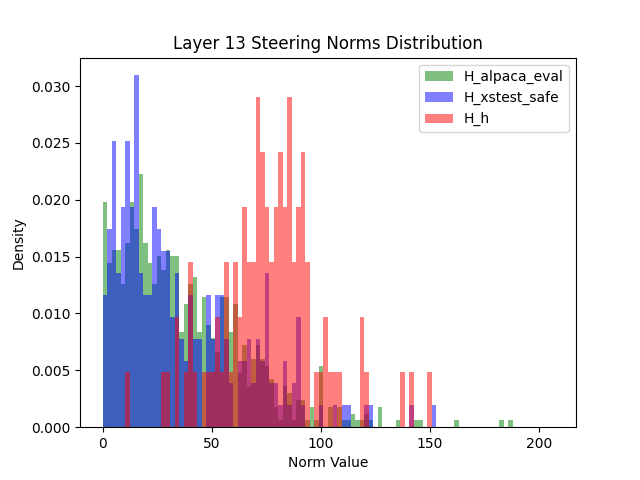 Layer 13 Steering Norms Distribution
H_alpaca_eval
H_xstest_safe
H_h
0.030
0.025
0.020
0.015
0.010
0.005
0.000
Density
0 50 100 150 200
Norm Value